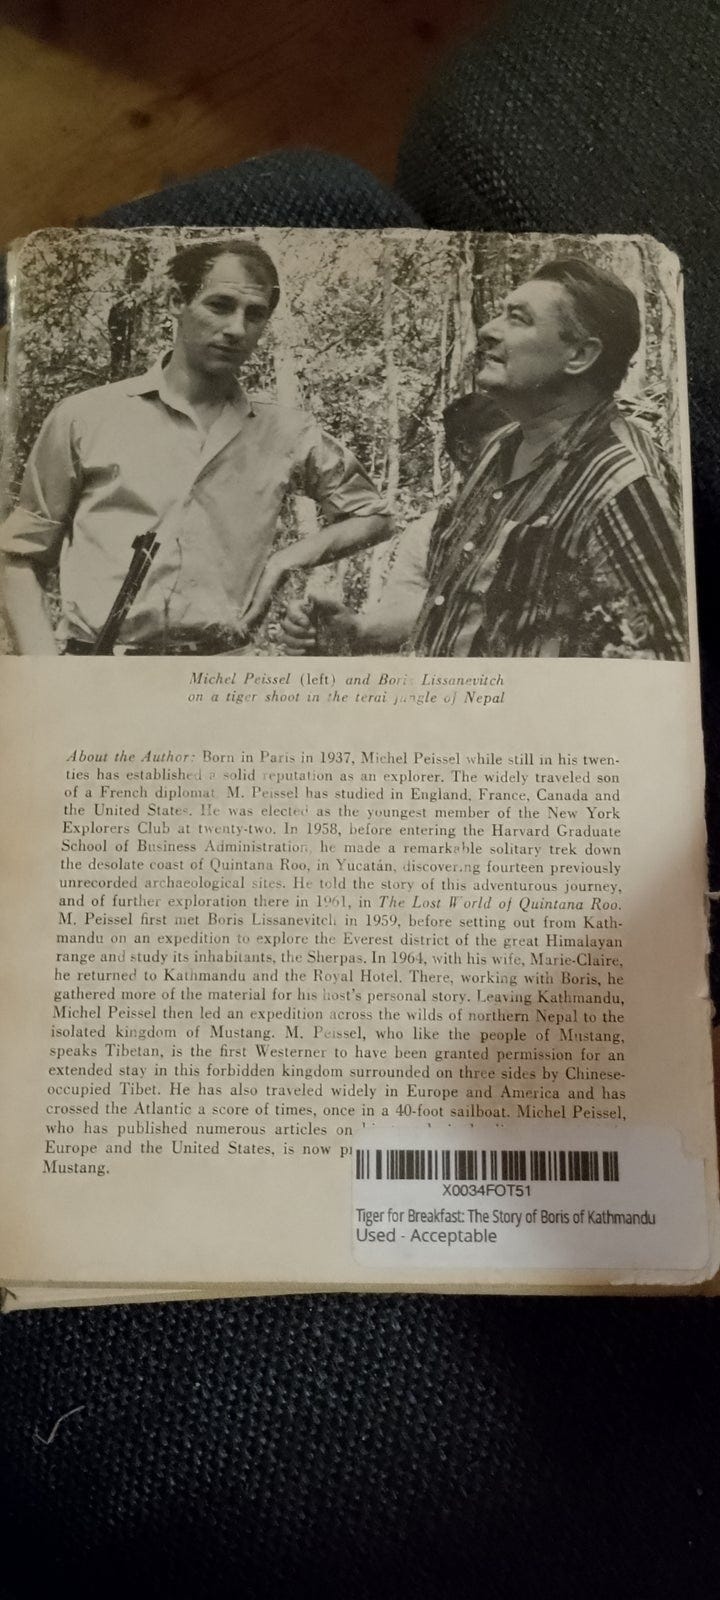 Michel Peissel (left) and Boris Lissanevitch
on a tiger shoot in the terai jungle of Nepal
About the Author: Born in Paris in 1937, Michel Peissel while still in his twen-
ties has established a solid reputation as an explorer. The widely traveled son
of a French diplomat, M. Peissel has studied in England, France, Canada and
the United States. He was elected as the youngest member of the New York
Explorers Club at twenty-two. In 1958, before entering the Harvard Graduate
School of Business Administration, he made a remarkable solitary trek down
the desolate coast of Quintana Roo, in Yucatán, discovering fourteen previously
unrecorded archaeological sites. He told the story of this adventurous journey,
and of further exploration there in 1961, in The Lost World of Quintana Roo.
M. Peissel first met Boris Lissanevitch in 1959, before setting out from Kath-
mandu on an expedition to explore the Everest district of the great Himalayan
range and study its inhabitants, the Sherpas. In 1964, with his wife, Marie-Claire,
he returned to Kathmandu and the Royal Hotel. There, working with Boris, he
gathered more of the material for his host's personal story. Leaving Kathmandu,
Michel Peissel then led an expedition across the wilds of northern Nepal to the
isolated kingdom of Mustang. M. Peissel, who like the people of Mustang,
speaks Tibetan, is the first Westerner to have been granted permission for an
extended stay in this forbidden kingdom surrounded on three sides by Chinese-
occupied Tibet. He has also traveled widely in Europe and America and has
crossed the Atlantic a score of times, once in a 40-foot sailboat. Michel Peissel,
who has published numerous articles on
Europe and the United States, is now
Mustang.
X0034FOT51
Tiger for Breakfast: The Story of Boris of Kathmandu
Used - Acceptable